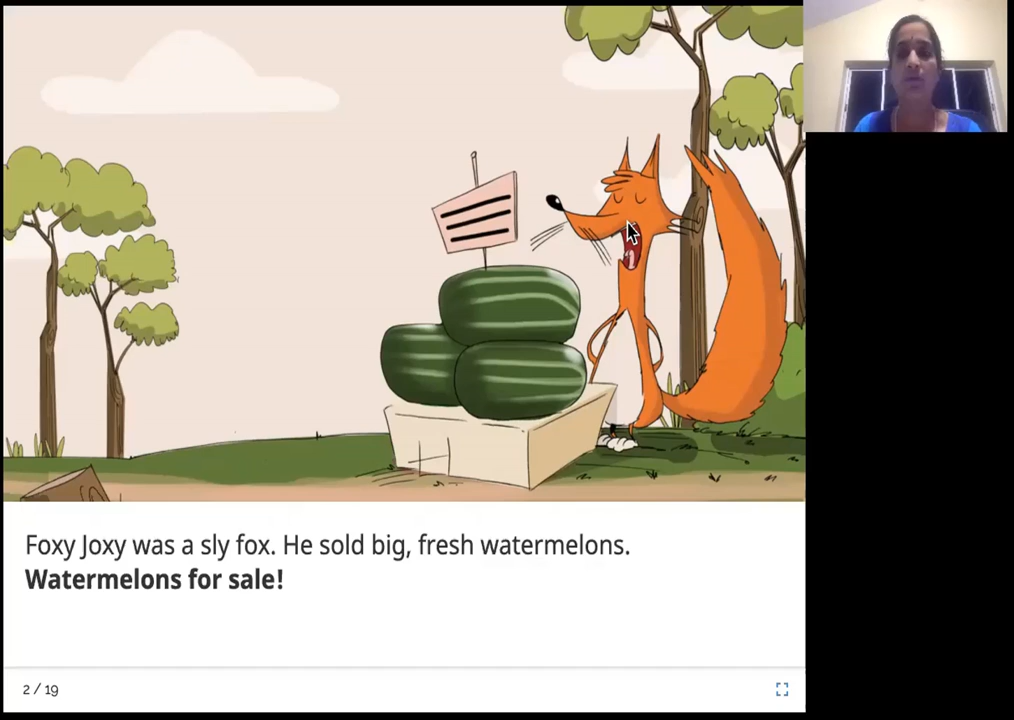 Foxy Joxy was a sly fox. He sold big, fresh watermelons.
Watermelons for sale!
2 / 19